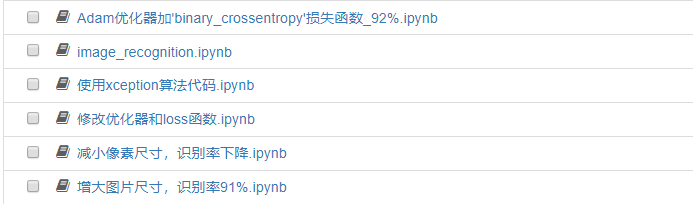 Adam优化器加'binary_crossentropy'损失函数_92%.ipynb
image_recognition.ipynb
使用xception算法代码.ipynb
修改优化器和loss函数.ipynb
减小像素尺寸，识别率下降.ipynb
增大图片尺寸，识别率91%.ipynb